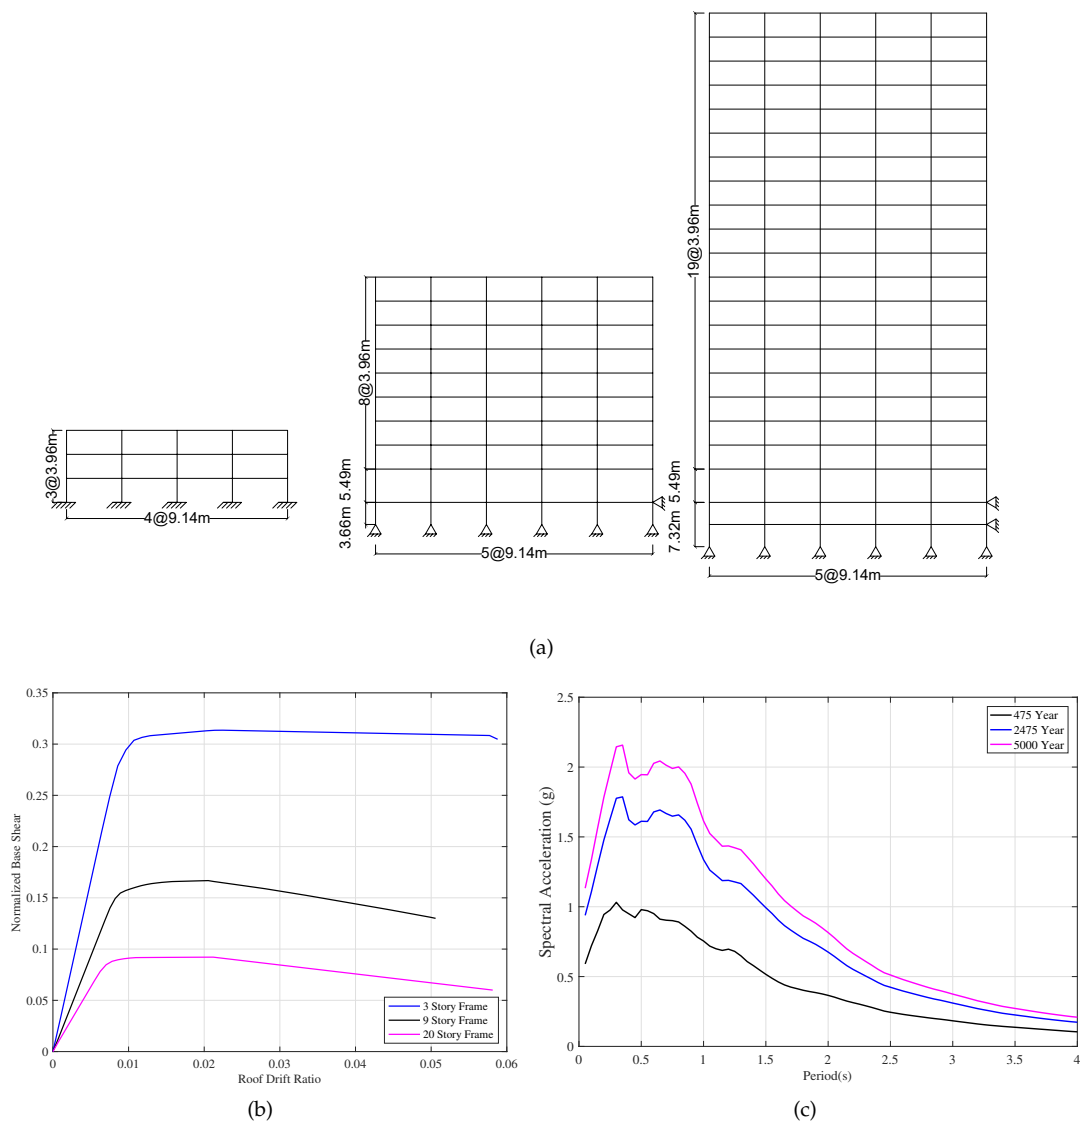 3@3.96m
4@9.14m
8@3.96m
5.49m
3.66m
5@9.14m
19@3.96m
5.49m
7.32m
5@9.14m
(a)
0.35
0.3
0.25
0.2
0.15
0.1
0.05
0
Normalized Base Shear
0 0.01 0.02 0.03 0.04 0.05 0.06
Roof Drift Ratio
3 Story Frame
9 Story Frame
20 Story Frame
(b)
2.5
2
1.5
1
0.5
0
Spectral Acceleration (g)
0 0.5 1 1.5 2 2.5 3 3.5 4
Period(s)
475 Year
2475 Year
5000 Year
(c)